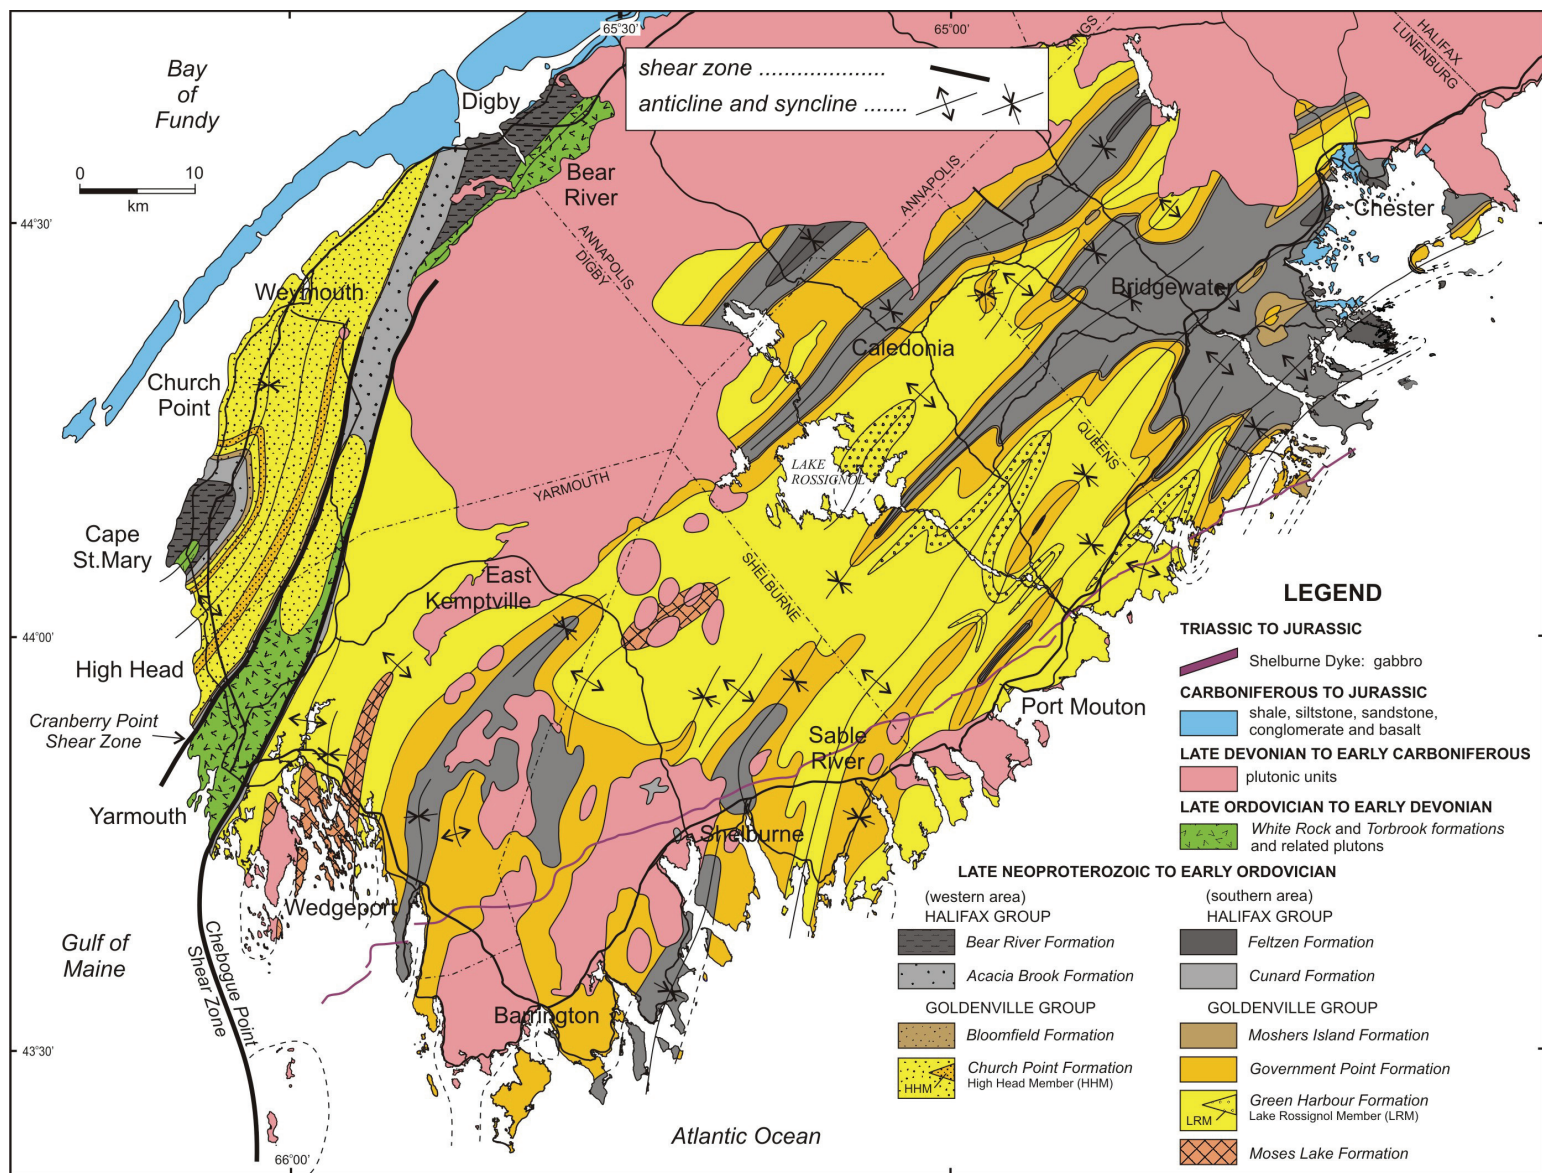 65°30'
65°00'
KINGS
HALIFAX
LUNENBURG
Bay
of
Fundy
Digby
shear zone ......................
anticline and syncline .......
0 10
km
Bear
River
ANNAPOLIS
DIGBY
ANNAPOLIS
44°30'
Chester
Weymouth
Bridgewater
Caledonia
Church
Point
QUEENS
LAKE
ROSSIGNOL
YARMOUTH
Cape
St.Mary
East
Kemptville
SHELBURNE
44°00'
High Head
Cranberry Point
Shear Zone
Port Mouton
Sable
River
Yarmouth
Shelburne
Wedgeport
Gulf of
Maine
Chebogue Point
Shear Zone
Barrington
43°30'
Atlantic Ocean
66°00'
LEGEND
TRIASSIC TO JURASSIC
Shelburne Dyke: gabbro
CARBONIFEROUS TO JURASSIC
shale, siltstone, sandstone,
conglomerate and basalt
LATE DEVONIAN TO EARLY CARBONIFEROUS
plutonic units
LATE ORDOVICIAN TO EARLY DEVONIAN
White Rock and Torbrook formations
and related plutons
LATE NEOPROTEROZOIC TO EARLY ORDOVICIAN
(western area)
HALIFAX GROUP
Bear River Formation
Acacia Brook Formation
GOLDENVILLE GROUP
Bloomfield Formation
Church Point Formation
High Head Member (HHM)
HHM
(southern area)
HALIFAX GROUP
Feltzen Formation
Cunard Formation
GOLDENVILLE GROUP
Moshers Island Formation
Government Point Formation
Green Harbour Formation
Lake Rossignol Member (LRM)
LRM
Moses Lake Formation